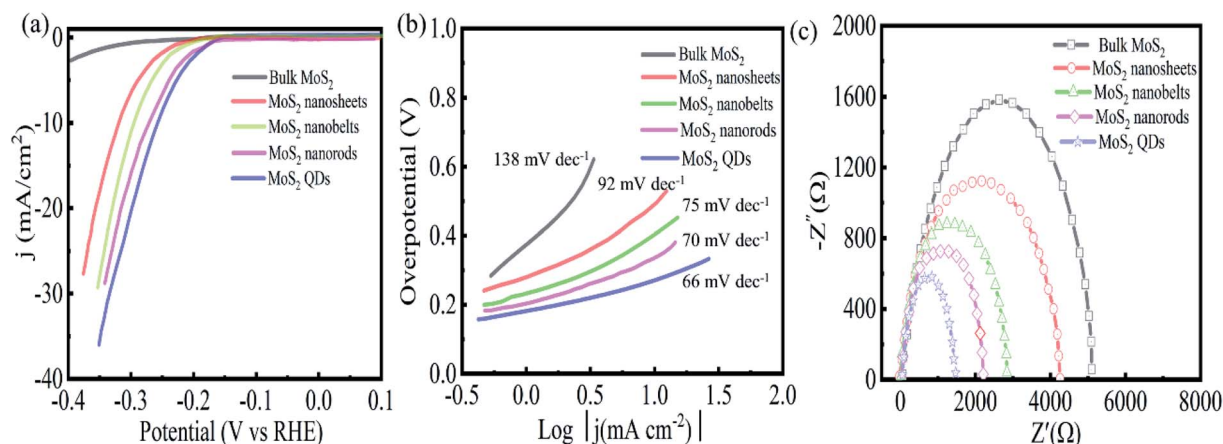 (a)
0
-10
-20
-30
-40
-0.4
-0.3
-0.2
-0.1
0.0
0.1
j (mA/cm²)
Potential (V vs RHE)
Bulk MoS₂
MoS₂ nanosheets
MoS₂ nanobelts
MoS₂ nanorods
MoS₂ QDs
(b)
1.0
0.8
0.6
0.4
0.2
0.0
-0.5
0.0
0.5
1.0
1.5
2.0
Overpotential (V)
Log |j(mA cm⁻²)|
Bulk MoS₂
MoS₂ nanosheets
MoS₂ nanobelts
MoS₂ nanorods
MoS₂ QDs
138 mV dec⁻¹
92 mV dec⁻¹
75 mV dec⁻¹
70 mV dec⁻¹
66 mV dec⁻¹
(c)
2000
1600
1200
800
400
0
0
2000
4000
6000
8000
-Z″(Ω)
Z′(Ω)
Bulk MoS₂
MoS₂ nanosheets
MoS₂ nanobelts
MoS₂ nanorods
MoS₂ QDs